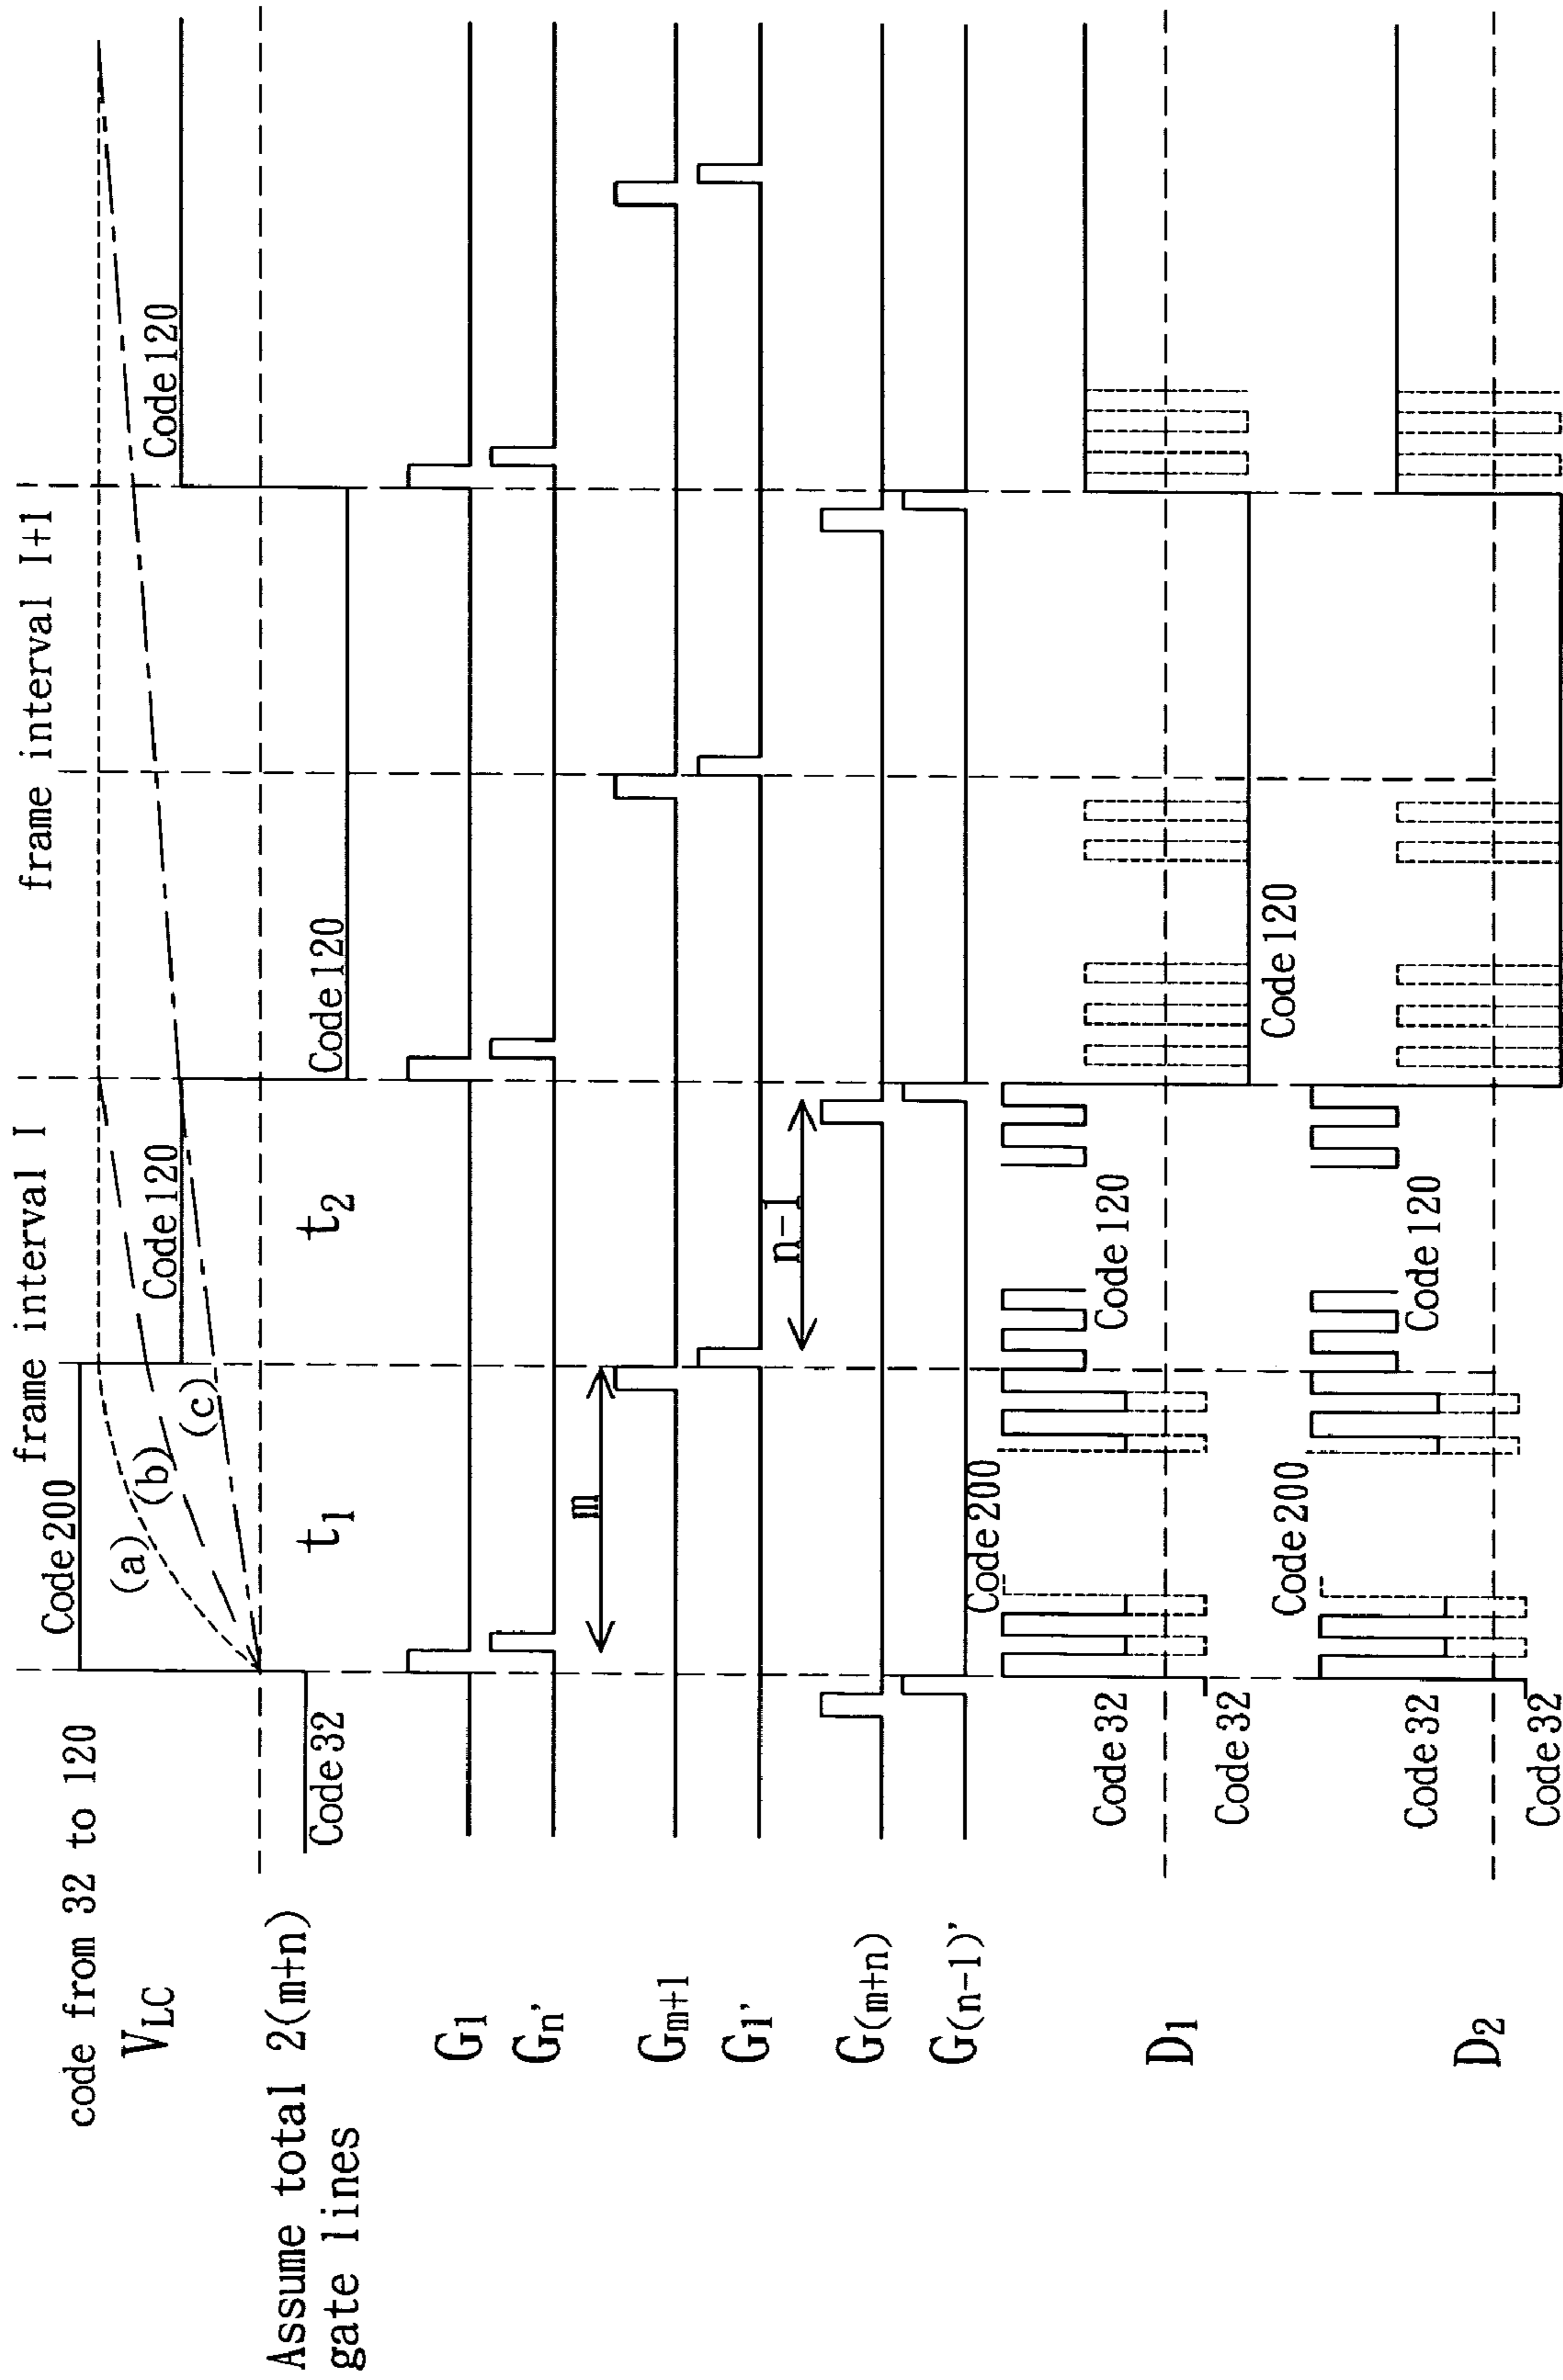 code from 32 to 120
frame interval I
frame interval I+1
V_LC
Code 200
(a)
(b)
(c)
Code 120
Code 120
Code 32
t1
t2
Code 120
Assume total 2(m+n)
gate lines
G1
Gn'
m
Gm+1
G1'
n-1
G(m+n)
G(n-1)'
Code 200
Code 32
Code 120
D1
Code 32
Code 120
Code 200
Code 32
Code 120
D2
Code 32